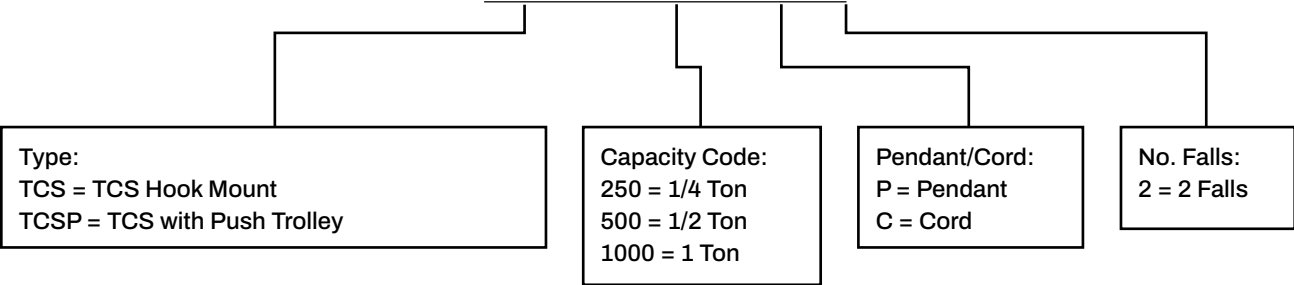 Type:
TCS = TCS Hook Mount
TCSP = TCS with Push Trolley
Capacity Code:
250 = 1/4 Ton
500 = 1/2 Ton
1000 = 1 Ton
Pendant/Cord:
P = Pendant
C = Cord
No. Falls:
2 = 2 Falls